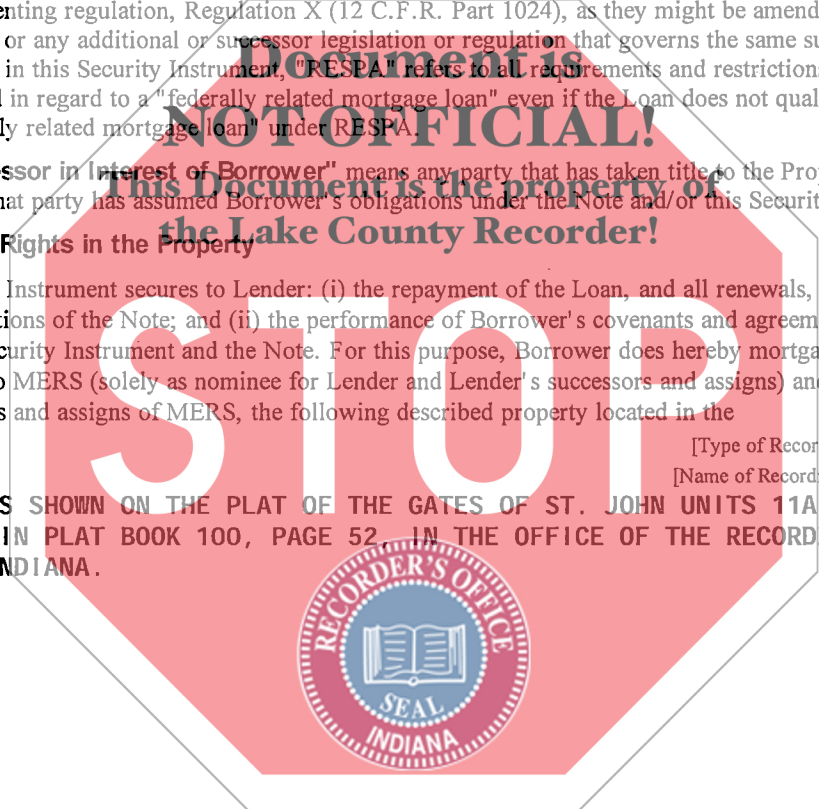 enting regulation, Regulation X (12 C.F.R. Part 1024), as they might be amend
or any additional or successor legislation or regulation that governs the same su
Document is
in this Security Instrument, "RESPA" refers to all requirements and restriction
in regard to a "federally related mortgage loan" even if the Loan does not qual
NOT OFFICIAL!
ly related mortgage loan" under RESPA.
ssor in Interest of Borrower" means any party that has taken title to the Prop
This Document is the property of
at party has assumed Borrower's obligations under the Note and/or this Securit
the Lake County Recorder!
Rights in the Property
Instrument secures to Lender: (i) the repayment of the Loan, and all renewals,
tions of the Note; and (ii) the performance of Borrower's covenants and agreem
curity Instrument and the Note. For this purpose, Borrower does hereby mortga
MERS (solely as nominee for Lender and Lender's successors and assigns) and
s and assigns of MERS, the following described property located in the
STOP
[Type of Recor
[Name of Record
S SHOWN ON THE PLAT OF THE GATES OF ST. JOHN UNITS 11A
IN PLAT BOOK 100, PAGE 52, IN THE OFFICE OF THE RECORD
NDIANA.
RECORDER'S OFFICE
SEAL
INDIANA